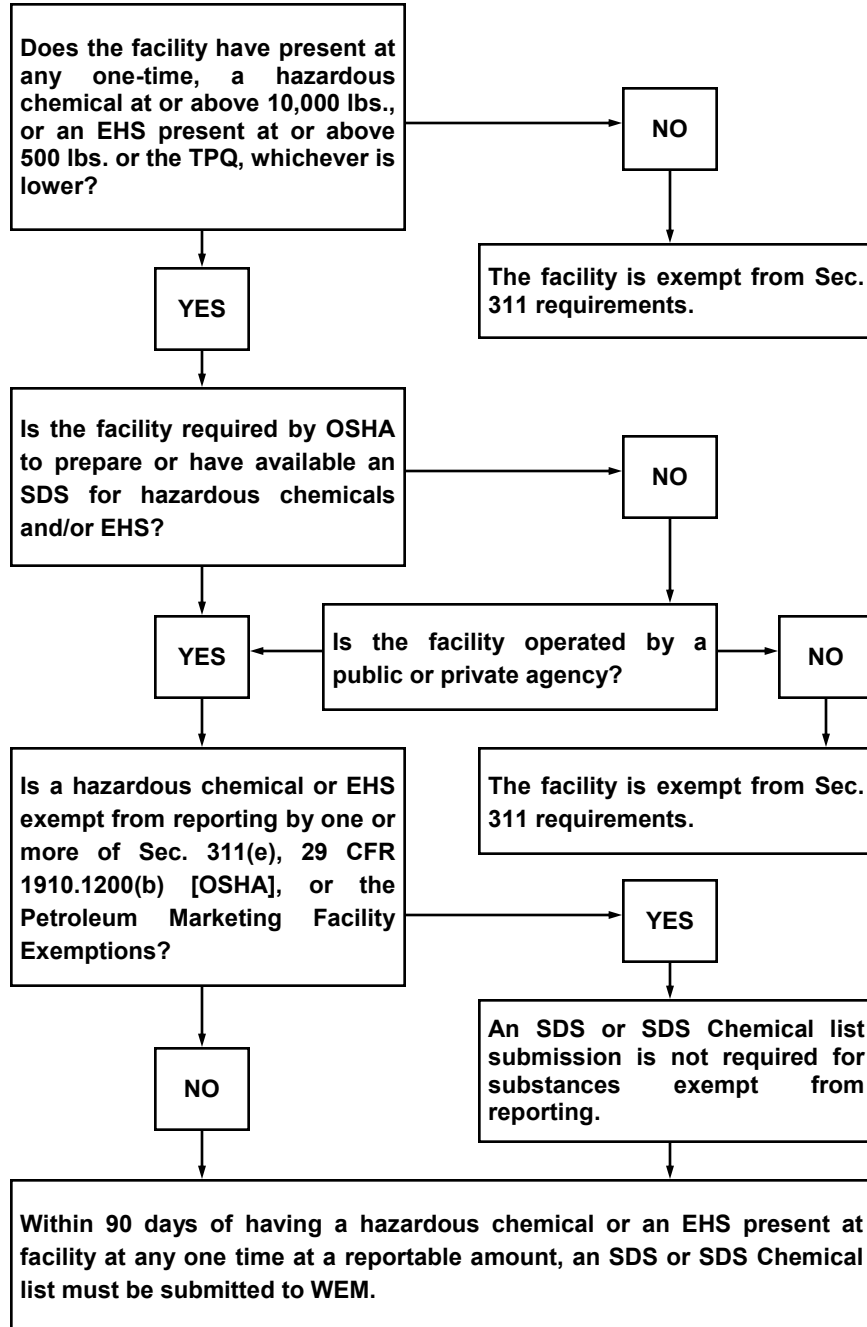 Does the facility have present at
any one-time, a hazardous
chemical at or above 10,000 lbs.,
or an EHS present at or above
500 lbs. or the TPQ, whichever is
lower?
NO
The facility is exempt from Sec.
311 requirements.
YES
Is the facility required by OSHA
to prepare or have available an
SDS for hazardous chemicals
and/or EHS?
NO
YES
Is the facility operated by a
public or private agency?
NO
The facility is exempt from Sec.
311 requirements.
Is a hazardous chemical or EHS
exempt from reporting by one or
more of Sec. 311(e), 29 CFR
1910.1200(b) [OSHA], or the
Petroleum Marketing Facility
Exemptions?
YES
An SDS or SDS Chemical list
submission is not required for
substances exempt from
reporting.
NO
Within 90 days of having a hazardous chemical or an EHS present at
facility at any one time at a reportable amount, an SDS or SDS Chemical
list must be submitted to WEM.